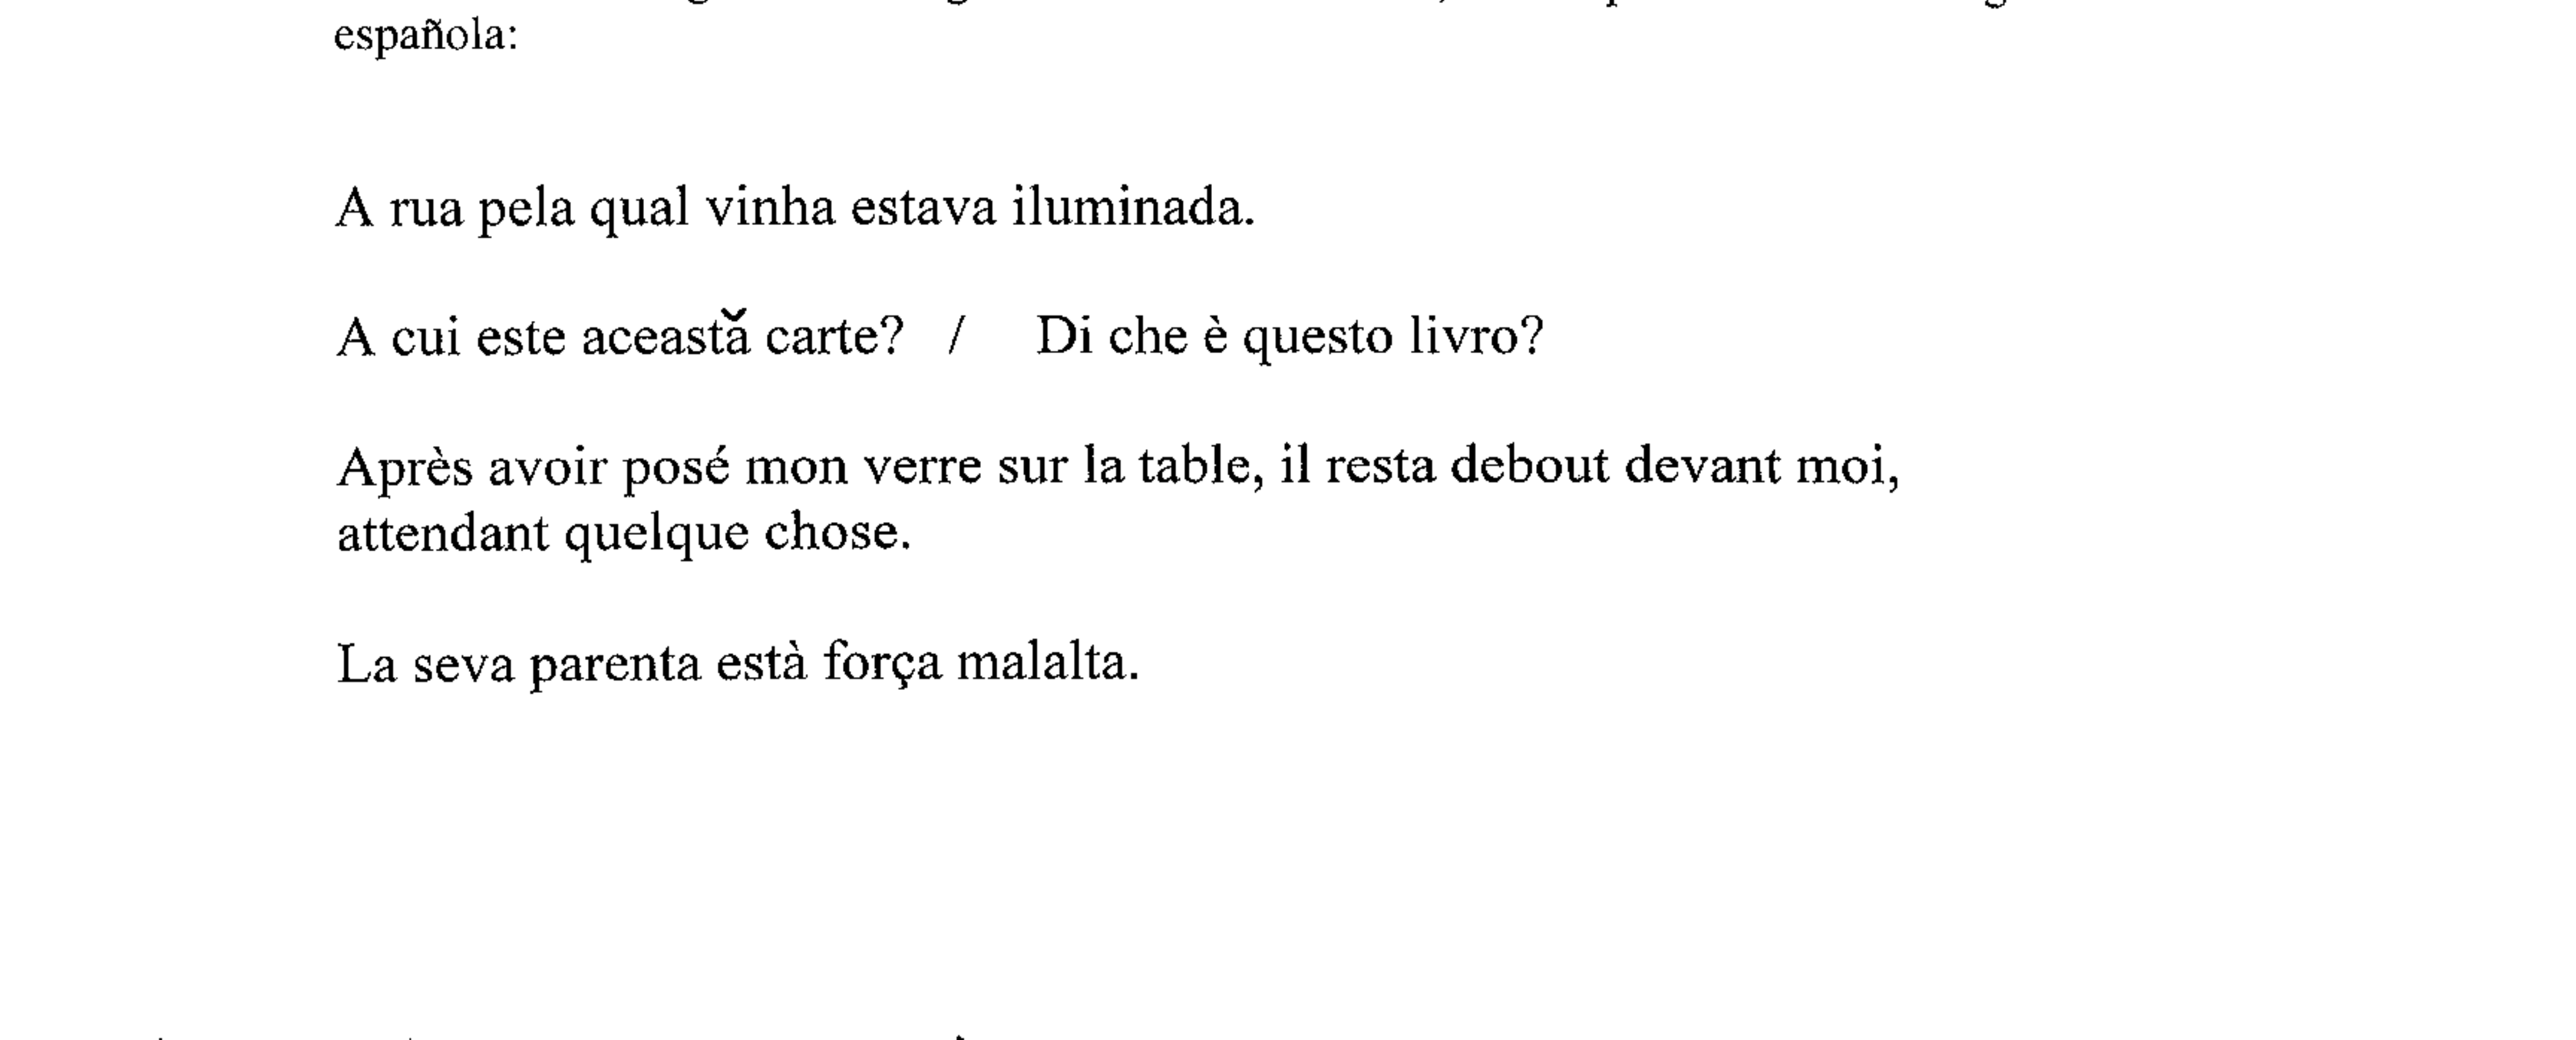 española:
A rua pela qual vinha estava iluminada.
A cui este această carte? / Di che è questo livro?
Après avoir posé mon verre sur la table, il resta debout devant moi,
attendant quelque chose.
La seva parenta està força malalta.